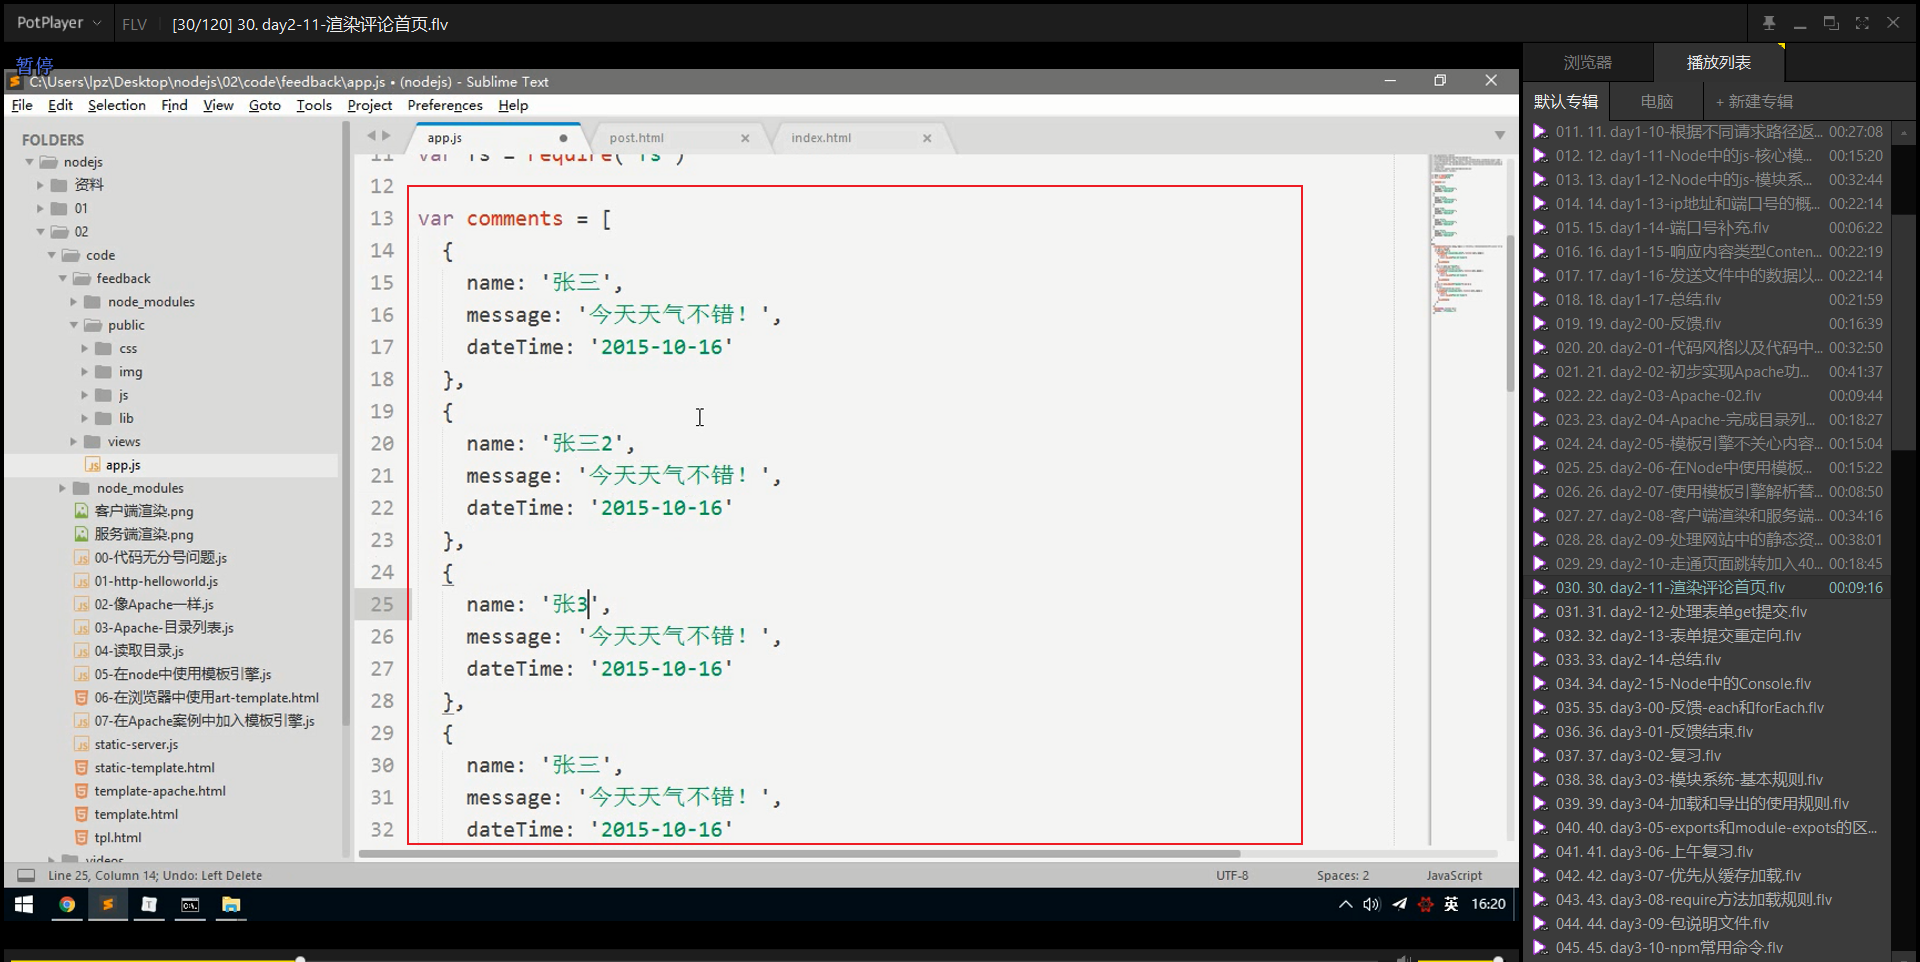 PotPlayer
FLV
[30/120] 30. day2-11-渲染评论首页.flv
暂停
C:\Users\lpz\Desktop\nodejs\02\code\feedback\app.js • (nodejs) - Sublime Text
File Edit Selection Find View Goto Tools Project Preferences Help
FOLDERS
nodejs
资料
01
02
code
feedback
node_modules
public
css
img
js
lib
views
app.js
node_modules
客户端渲染.png
服务端渲染.png
00-代码无分号问题.js
01-http-helloworld.js
02-像Apache一样.js
03-Apache-目录列表.js
04-读取目录.js
05-在node中使用模板引擎.js
06-在浏览器中使用art-template.html
07-在Apache案例中加入模板引擎.js
static-server.js
static-template.html
template-apache.html
template.html
tpl.html
videos
app.js
post.html
index.html
11 var fs = require('fs')
12
13 var comments = [
14 {
15 name: '张三',
16 message: '今天天气不错！',
17 dateTime: '2015-10-16'
18 },
19 {
20 name: '张三2',
21 message: '今天天气不错！',
22 dateTime: '2015-10-16'
23 },
24 {
25 name: '张3',
26 message: '今天天气不错！',
27 dateTime: '2015-10-16'
28 },
29 {
30 name: '张三',
31 message: '今天天气不错！',
32 dateTime: '2015-10-16'
Line 25, Column 14; Undo: Left Delete
UTF-8
Spaces: 2
JavaScript
英
16:20
浏览器
播放列表
默认专辑
电脑
+ 新建专辑
011. 11. day1-10-根据不同请求路径返... 00:27:08
012. 12. day1-11-Node中的js-核心模... 00:15:20
013. 13. day1-12-Node中的js-模块系... 00:32:44
014. 14. day1-13-ip地址和端口号的概... 00:22:14
015. 15. day1-14-端口号补充.flv 00:06:22
016. 16. day1-15-响应内容类型Conten... 00:22:19
017. 17. day1-16-发送文件中的数据以... 00:22:14
018. 18. day1-17-总结.flv 00:21:59
019. 19. day2-00-反馈.flv 00:16:39
020. 20. day2-01-代码风格以及代码中... 00:32:50
021. 21. day2-02-初步实现Apache功... 00:41:37
022. 22. day2-03-Apache-02.flv 00:09:44
023. 23. day2-04-Apache-完成目录列... 00:18:27
024. 24. day2-05-模板引擎不关心内容... 00:15:04
025. 25. day2-06-在Node中使用模板... 00:15:22
026. 26. day2-07-使用模板引擎解析替... 00:08:50
027. 27. day2-08-客户端渲染和服务端... 00:34:16
028. 28. day2-09-处理网站中的静态资... 00:38:01
029. 29. day2-10-走通页面跳转加入40... 00:18:45
030. 30. day2-11-渲染评论首页.flv 00:09:16
031. 31. day2-12-处理表单get提交.flv
032. 32. day2-13-表单提交重定向.flv
033. 33. day2-14-总结.flv
034. 34. day2-15-Node中的Console.flv
035. 35. day3-00-反馈-each和forEach.flv
036. 36. day3-01-反馈结束.flv
037. 37. day3-02-复习.flv
038. 38. day3-03-模块系统-基本规则.flv
039. 39. day3-04-加载和导出的使用规则.flv
040. 40. day3-05-exports和module-expots的区...
041. 41. day3-06-上午复习.flv
042. 42. day3-07-优先从缓存加载.flv
043. 43. day3-08-require方法加载规则.flv
044. 44. day3-09-包说明文件.flv
045. 45. day3-10-npm常用命令.flv